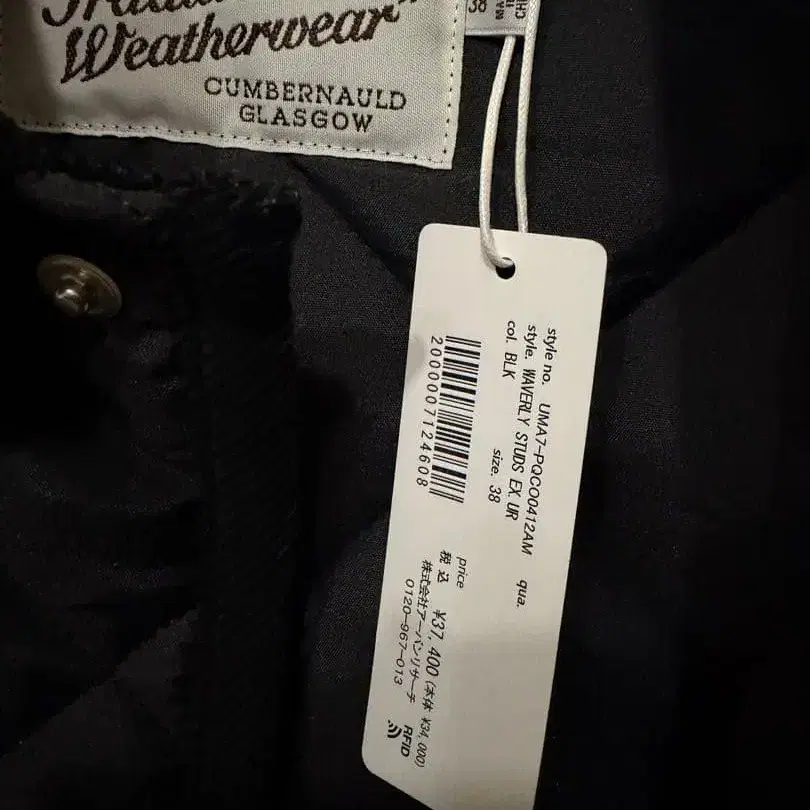 Weatherwear
CUMBERNAULD
GLASGOW
38
style no. UMA7-PQCO0412AM
style. WAVERLY STUDS EX.UR qua.
col. BLK size. 38
2000007124608
price
税込 ¥37,400(本体 ¥34,000)
株式会社アーバンリサーチ
0120-967-013
RFID